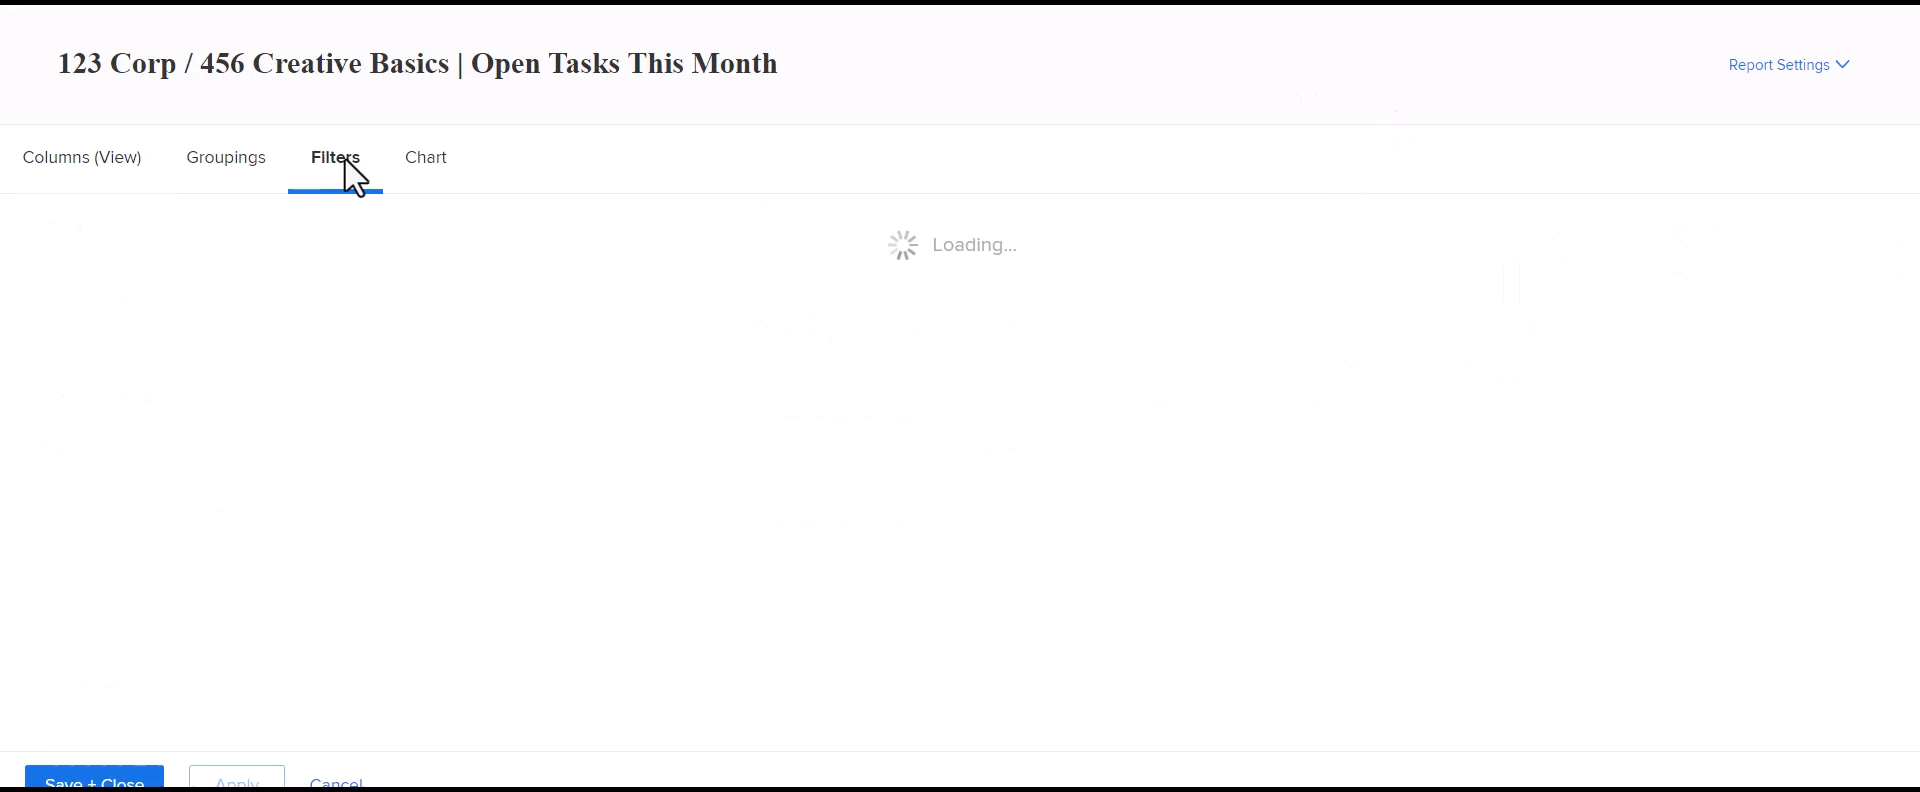 123 Corp / 456 Creative Basics | Open Tasks This Month
Report Settings
Columns (View) Groupings Filters Chart
Loading...
Save + Close Apply Cancel